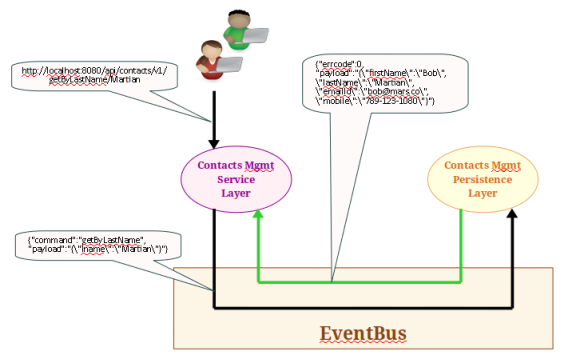 http://localhost:8080/api/contacts/v1/
getByLastName/Martian
{"errcode":0,
"payload":"{\"firstName\":\"Bob\",
\"lastName\":\"Martian\",
\"emailId\":\"bob@mars.co\",
\"mobile\":\"789-123-1080\"}"}
Contacts Mgmt
Service
Layer
Contacts Mgmt
Persistence
Layer
{"command":"getByLastName",
"payload":"{\"lname\":\"Martian\"}"}
EventBus